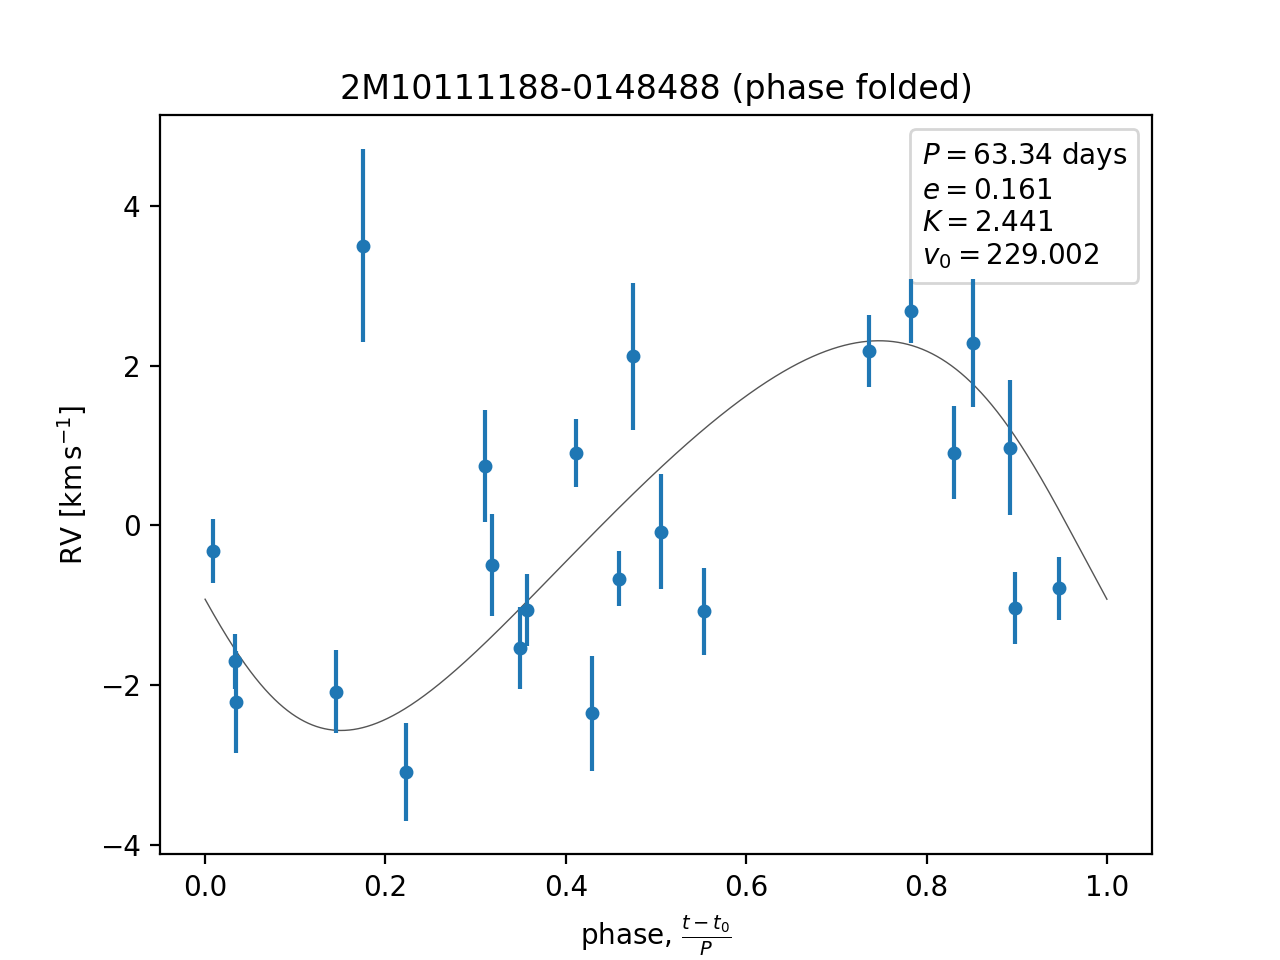 2M10111188-0148488 (phase folded)
P = 63.34 days
e = 0.161
K = 2.441
v₀ = 229.002
4
2
0
−2
−4
RV [km s⁻¹]
0.0 0.2 0.4 0.6 0.8 1.0
phase, (t − t₀)/P